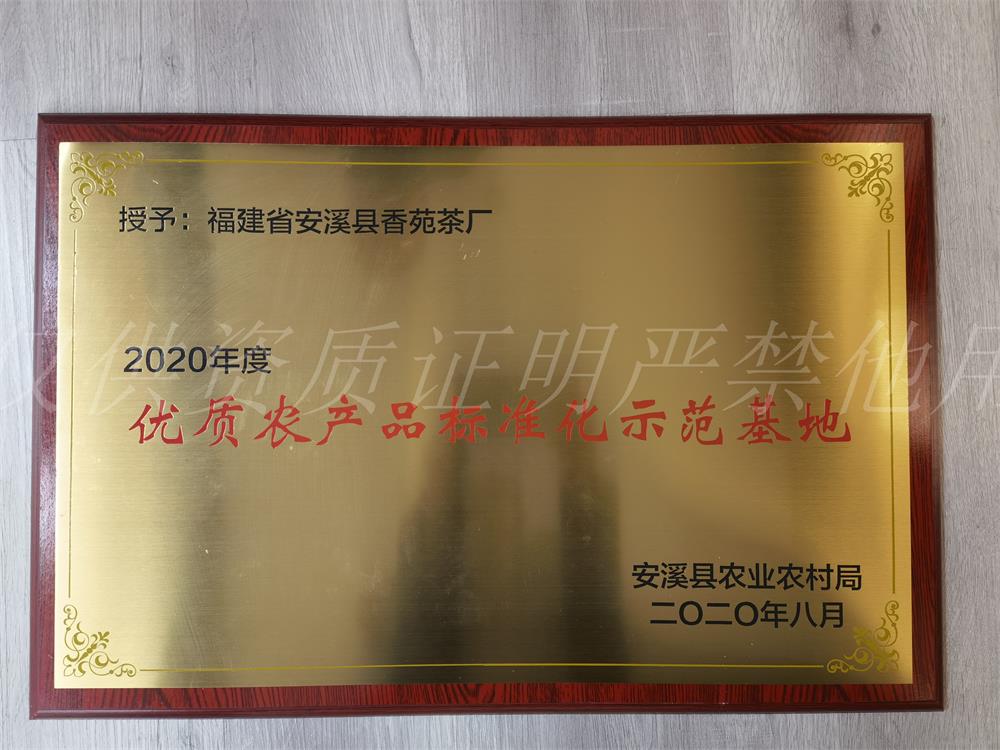 授予：福建省安溪县香苑茶厂
2020年度
仅供资质证明严禁他用
优质农产品标准化示范基地
安溪县农业农村局
二〇二〇年八月